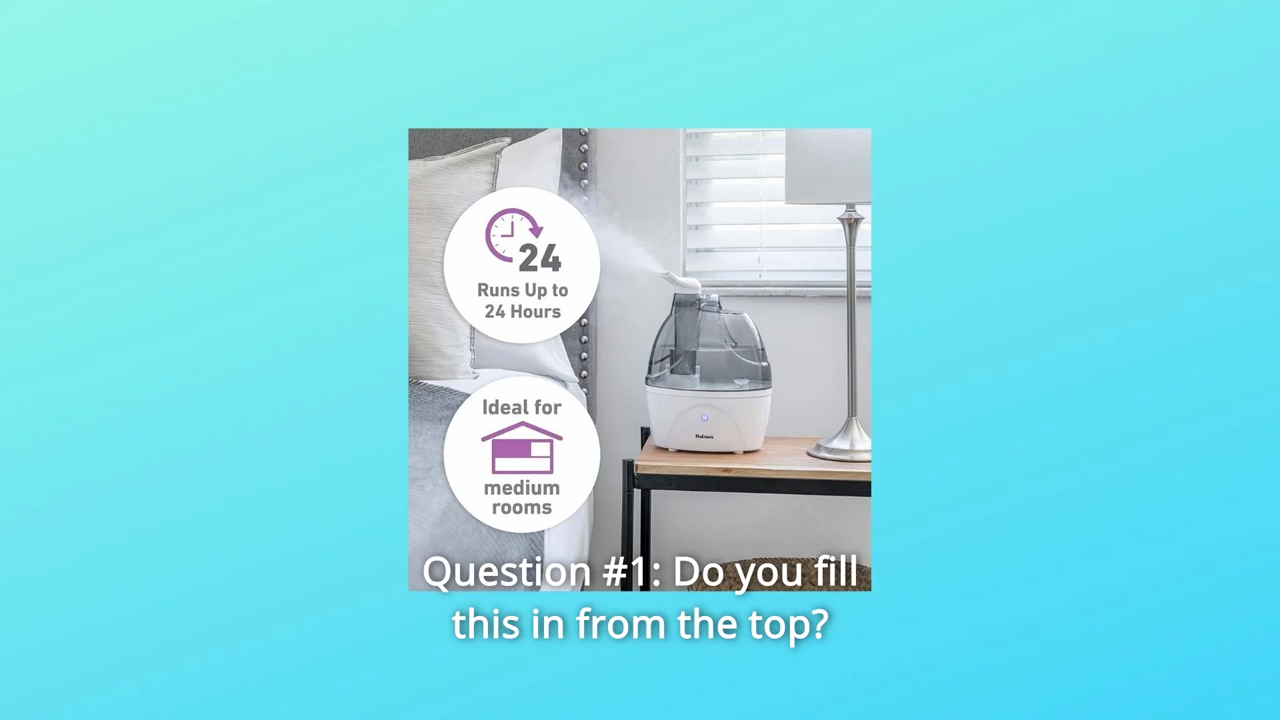 24
Runs Up to
24 Hours
Ideal for
medium
rooms
Holmes
Question #1: Do you fill
this in from the top?